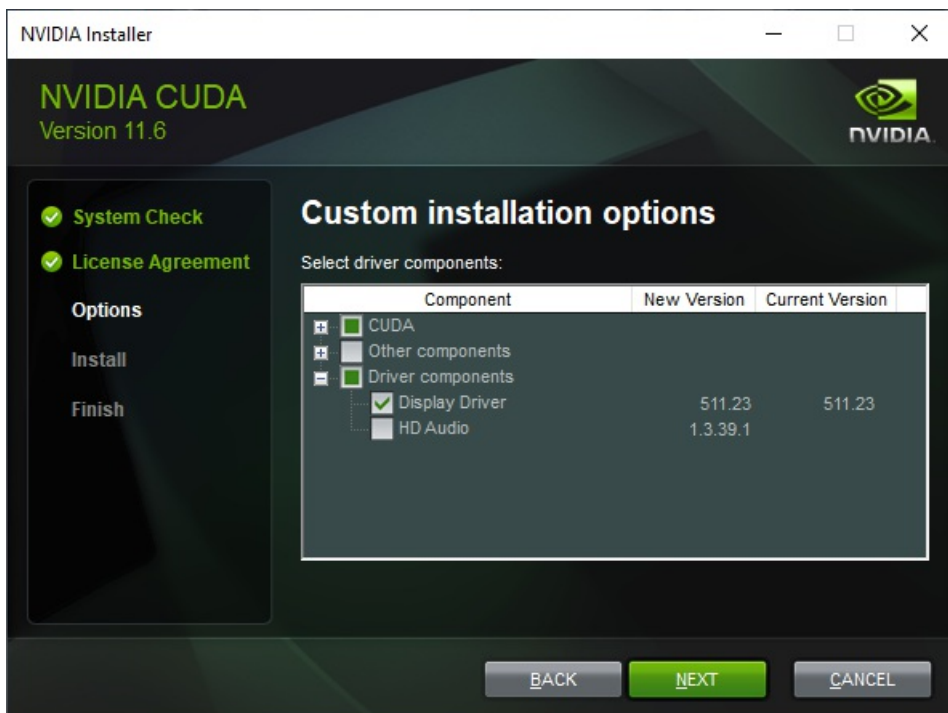 NVIDIA Installer
NVIDIA CUDA
Version 11.6
NVIDIA.
System Check
License Agreement
Options
Install
Finish
Custom installation options
Select driver components:
Component New Version Current Version
CUDA
Other components
Driver components
Display Driver 511.23 511.23
HD Audio 1.3.39.1
BACK NEXT CANCEL